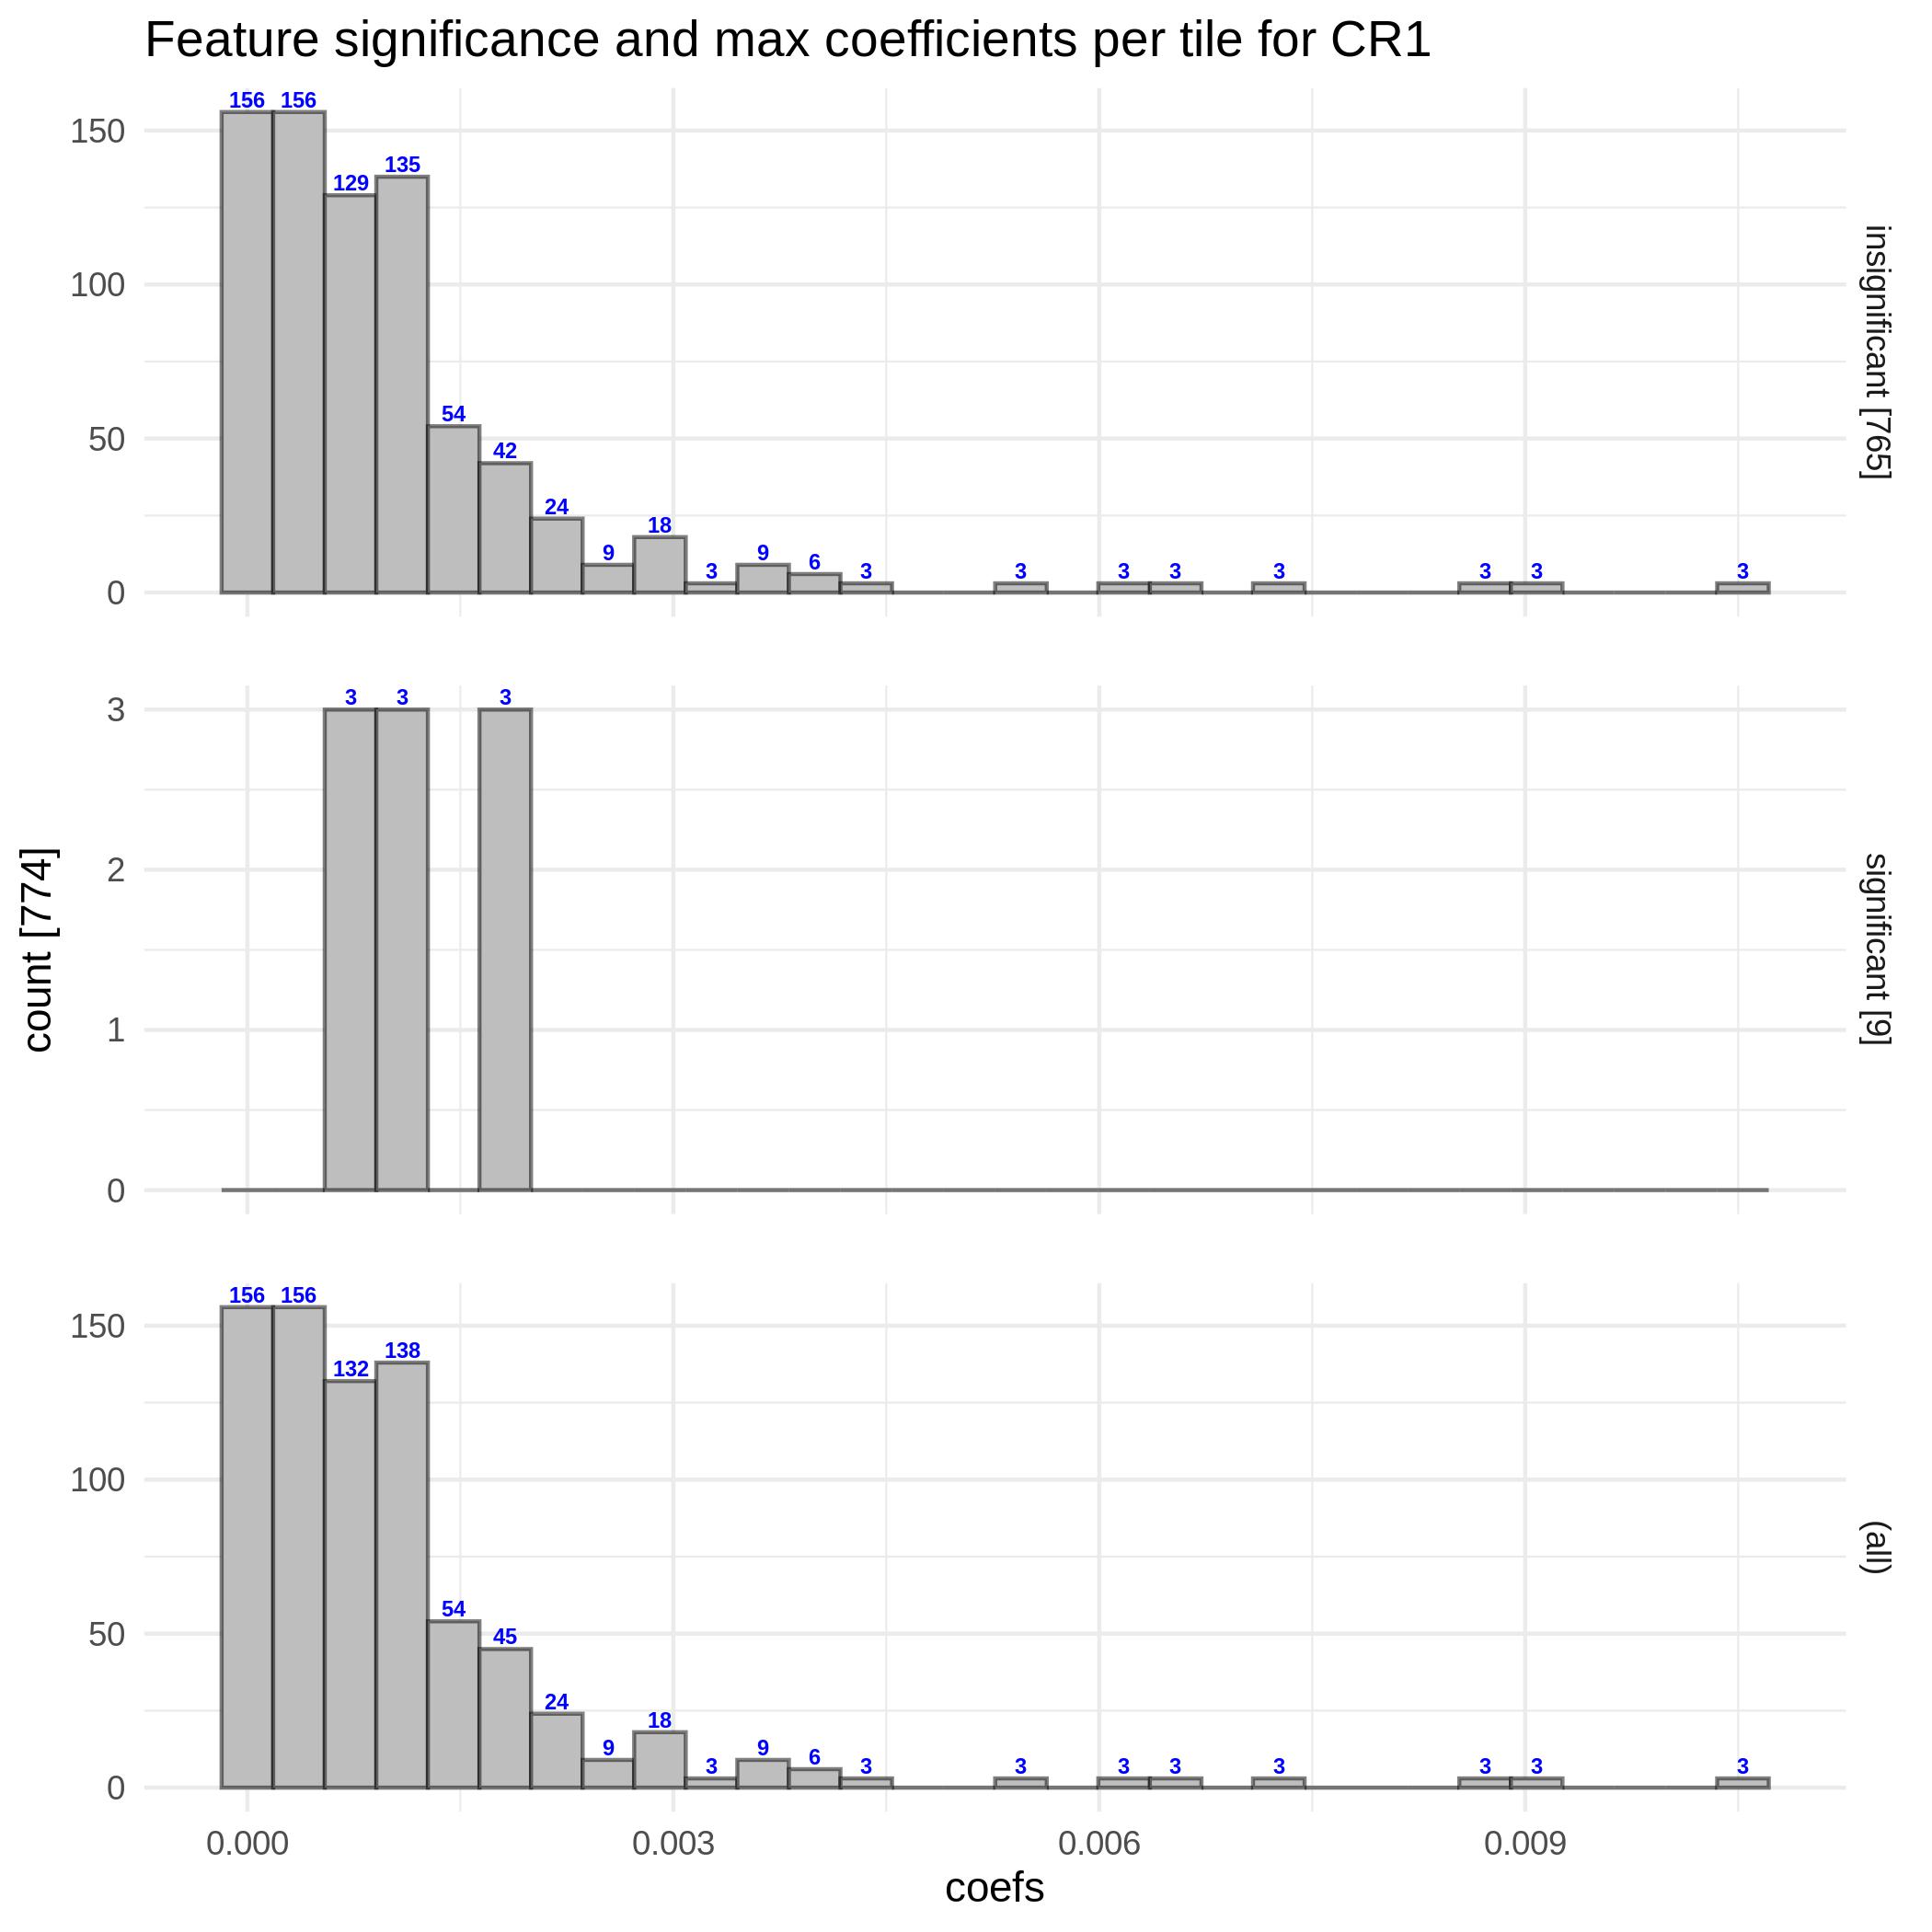 Feature significance and max coefficients per tile for CR1
156 156 129 135 54 42 24 9 18 3 9 6 3 3 3 3 3 3 3 3
150
100
50
0
insignificant [765]
3 3 3
3
2
1
0
significant [9]
count [774]
156 156 132 138 54 45 24 9 18 3 9 6 3 3 3 3 3 3 3 3
150
100
50
0
(all)
0.000 0.003 0.006 0.009
coefs